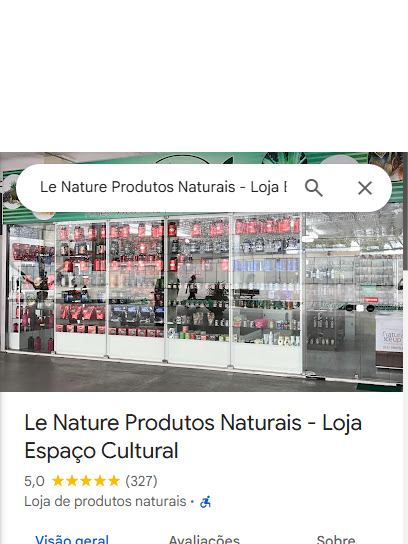 Le Nature Produtos Naturais - Loja E
Le Nature Produtos Naturais - Loja
Espaço Cultural
5,0 (327)
Loja de produtos naturais ·
Visão geral Avaliações Sobre